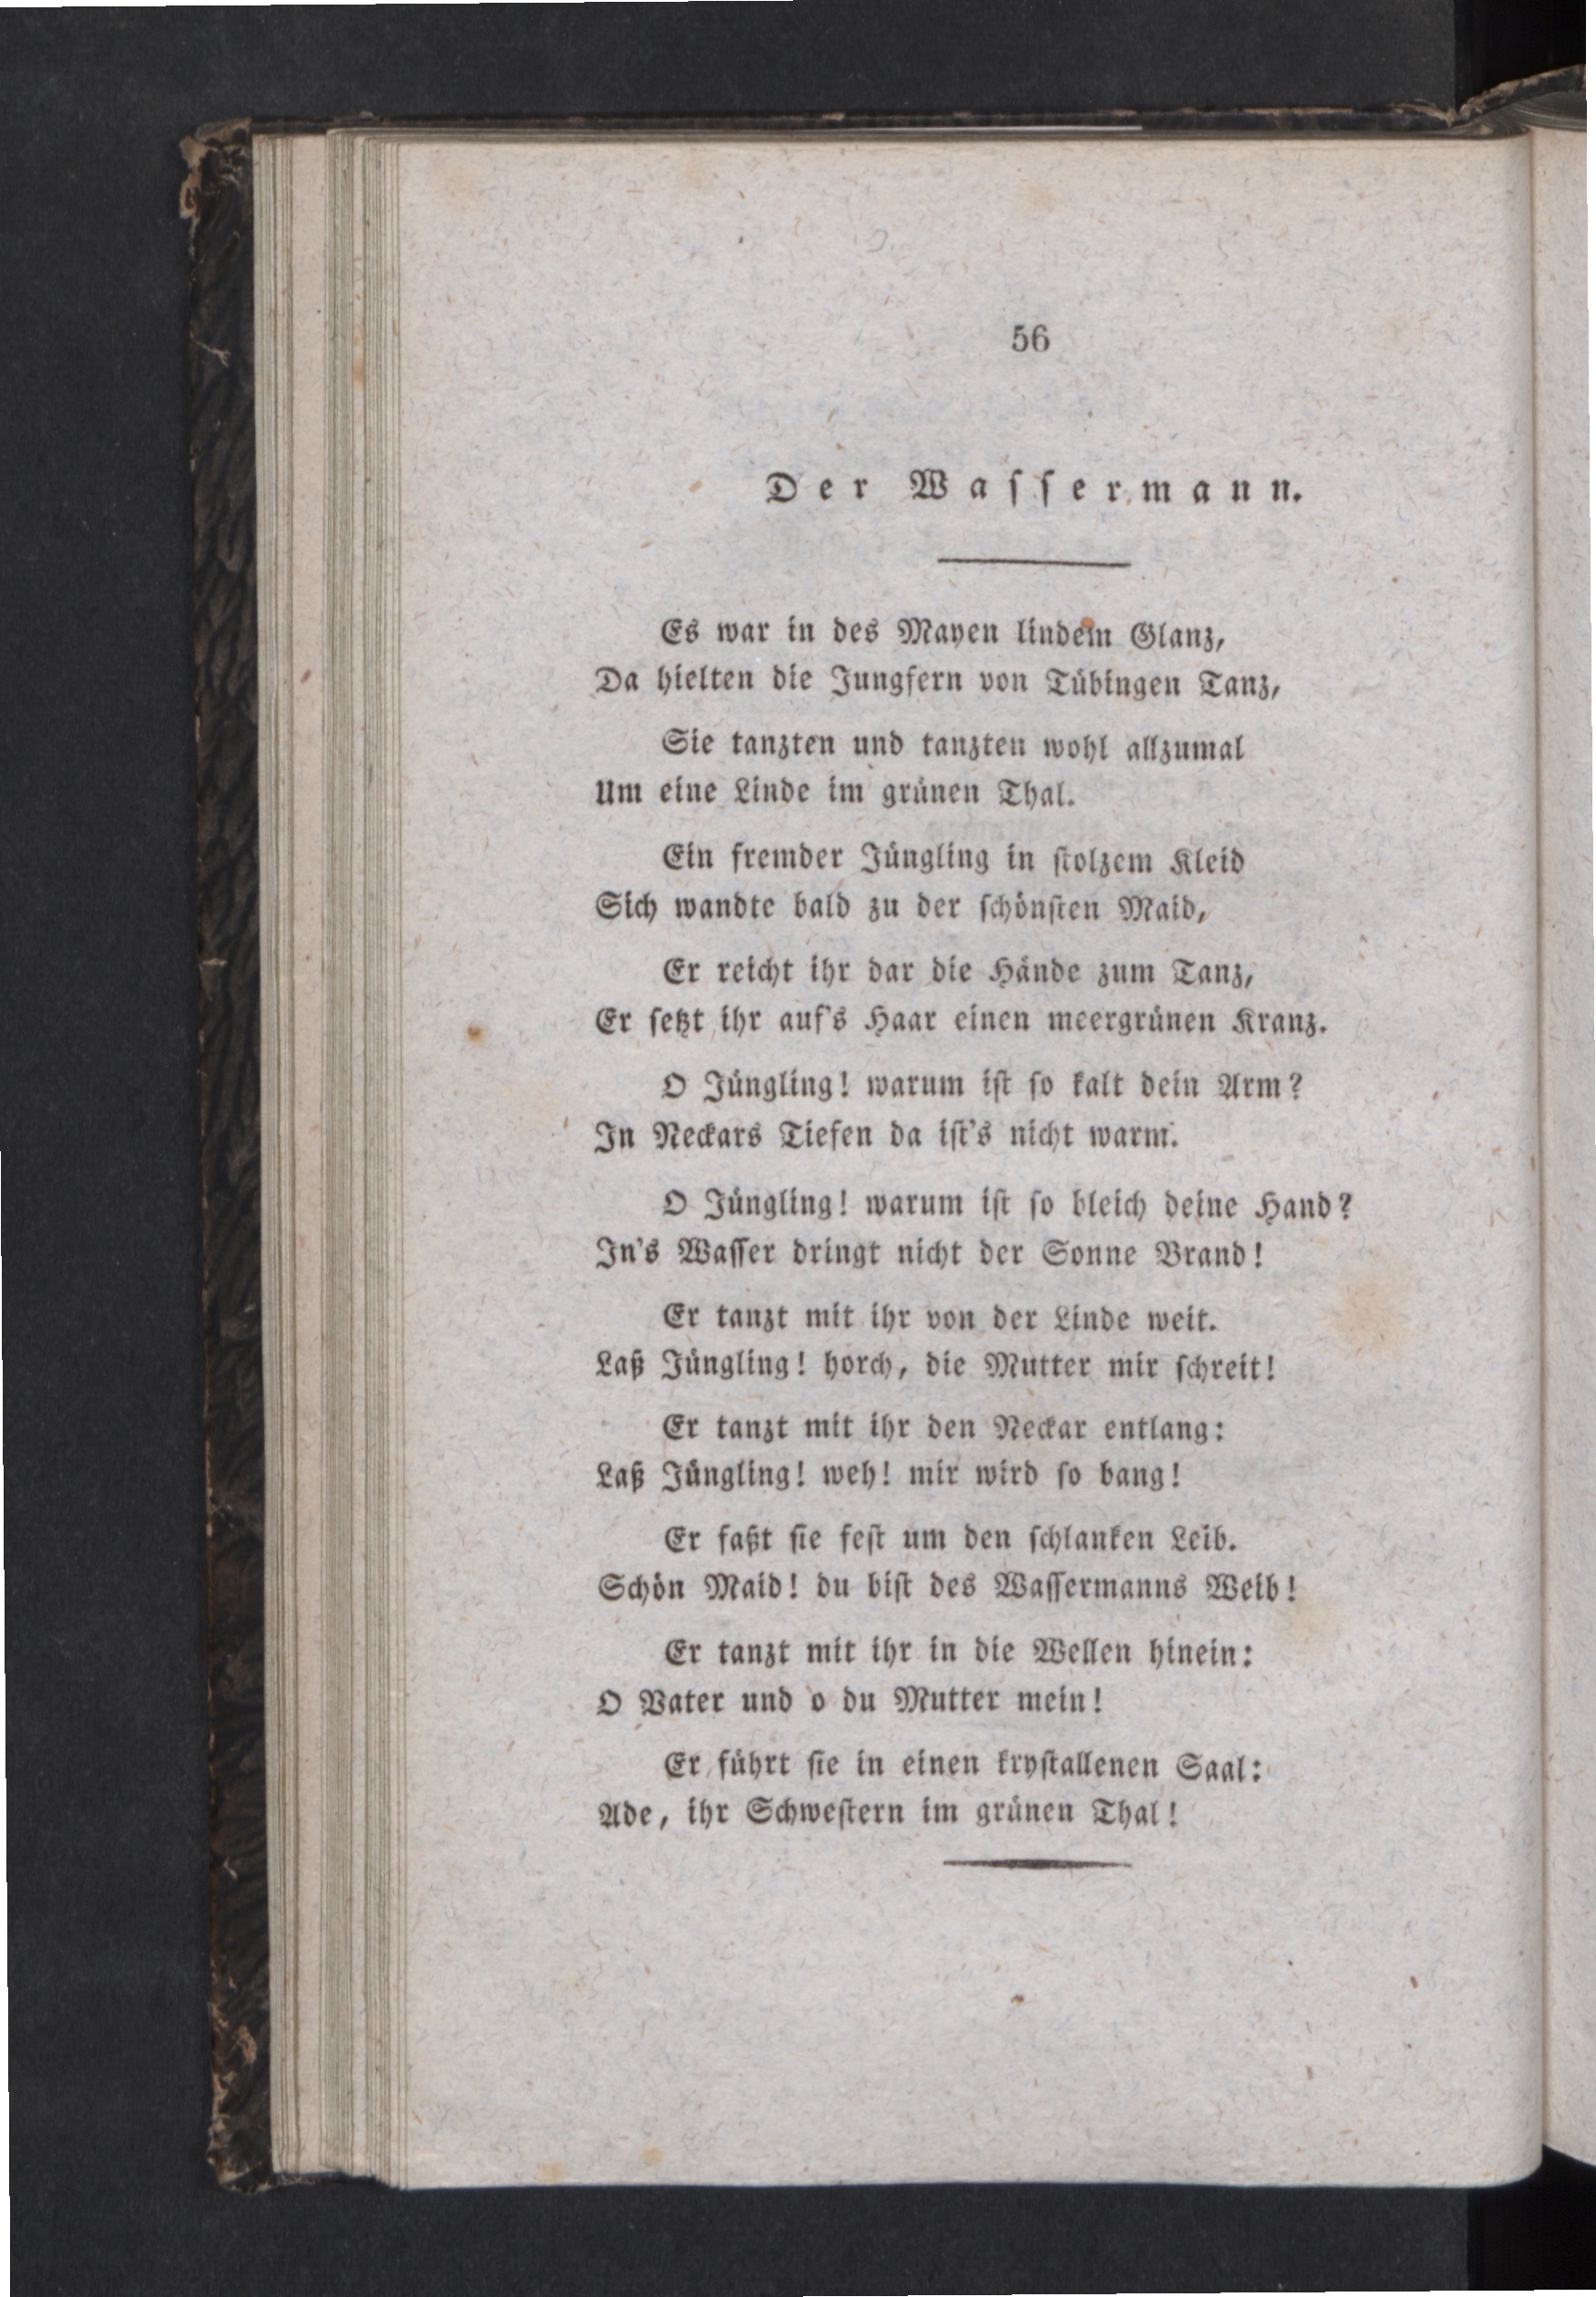 56
Der Waſſermann.
Es war in des Mayen lindem Glanz,
Da hielten die Jungfern von Tübingen Tanz,
Sie tanzten und tanzten wohl allzumal
Um eine Linde im grünen Thal.
Ein fremder Jüngling in ſtolzem Kleid
Sich wandte bald zu der ſchönſten Maid,
Er reicht ihr dar die Hände zum Tanz,
Er ſetzt ihr auf's Haar einen meergrünen Kranz.
O Jüngling! warum iſt ſo kalt dein Arm?
In Neckars Tiefen da iſt's nicht warm.
O Jüngling! warum iſt ſo bleich deine Hand?
In's Waſſer dringt nicht der Sonne Brand!
Er tanzt mit ihr von der Linde weit.
Laß Jüngling! horch, die Mutter mir ſchreit!
Er tanzt mit ihr den Neckar entlang:
Laß Jüngling! weh! mir wird ſo bang!
Er faßt ſie feſt um den ſchlanken Leib.
Schön Maid! du biſt des Waſſermanns Weib!
Er tanzt mit ihr in die Wellen hinein:
O Vater und o du Mutter mein!
Er führt ſie in einen kryſtallenen Saal:
Ade, ihr Schweſtern im grünen Thal!